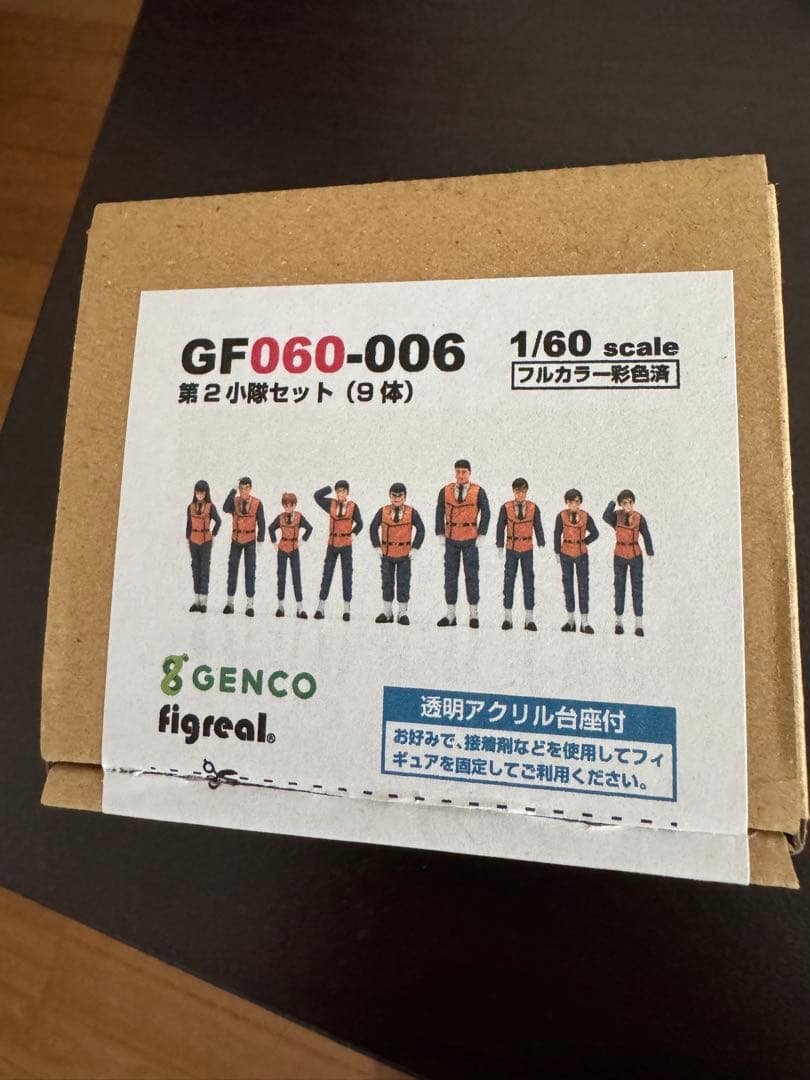 GF060-006
1/60 scale
第2小隊セット（9体）
フルカラー彩色済
GENCO
figreal®
透明アクリル台座付
お好みで、接着剤などを使用してフィ
ギュアを固定してご利用ください。